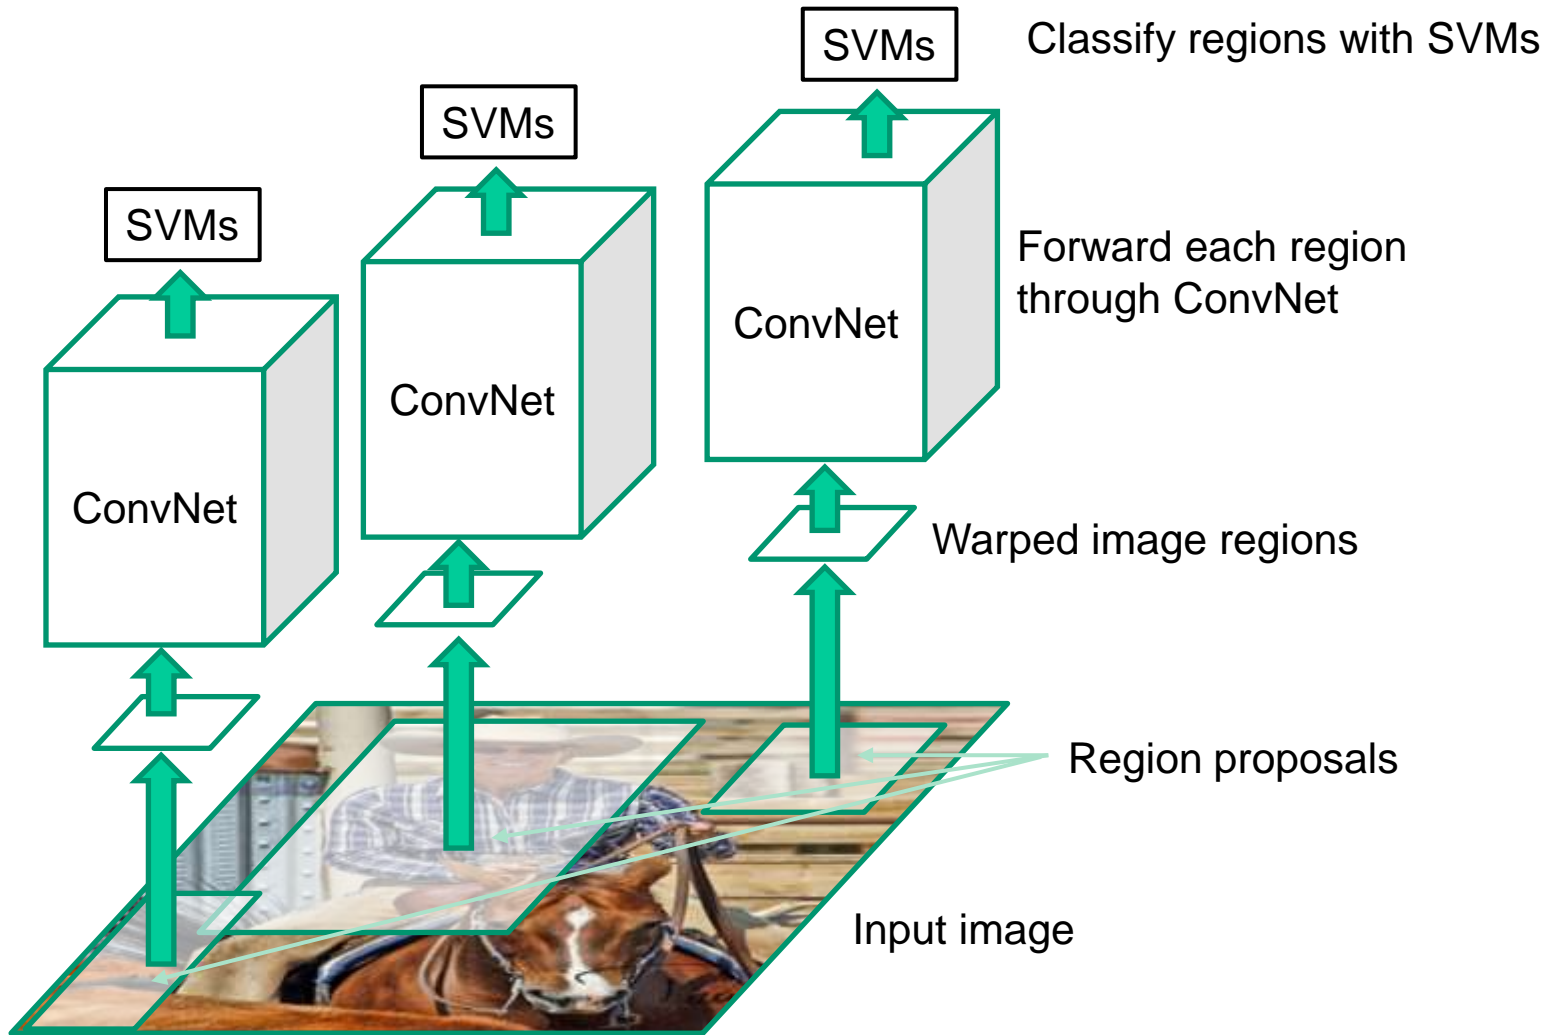 SVMs
Classify regions with SVMs
SVMs
SVMs
Forward each region
through ConvNet
ConvNet
ConvNet
ConvNet
Warped image regions
Region proposals
Input image